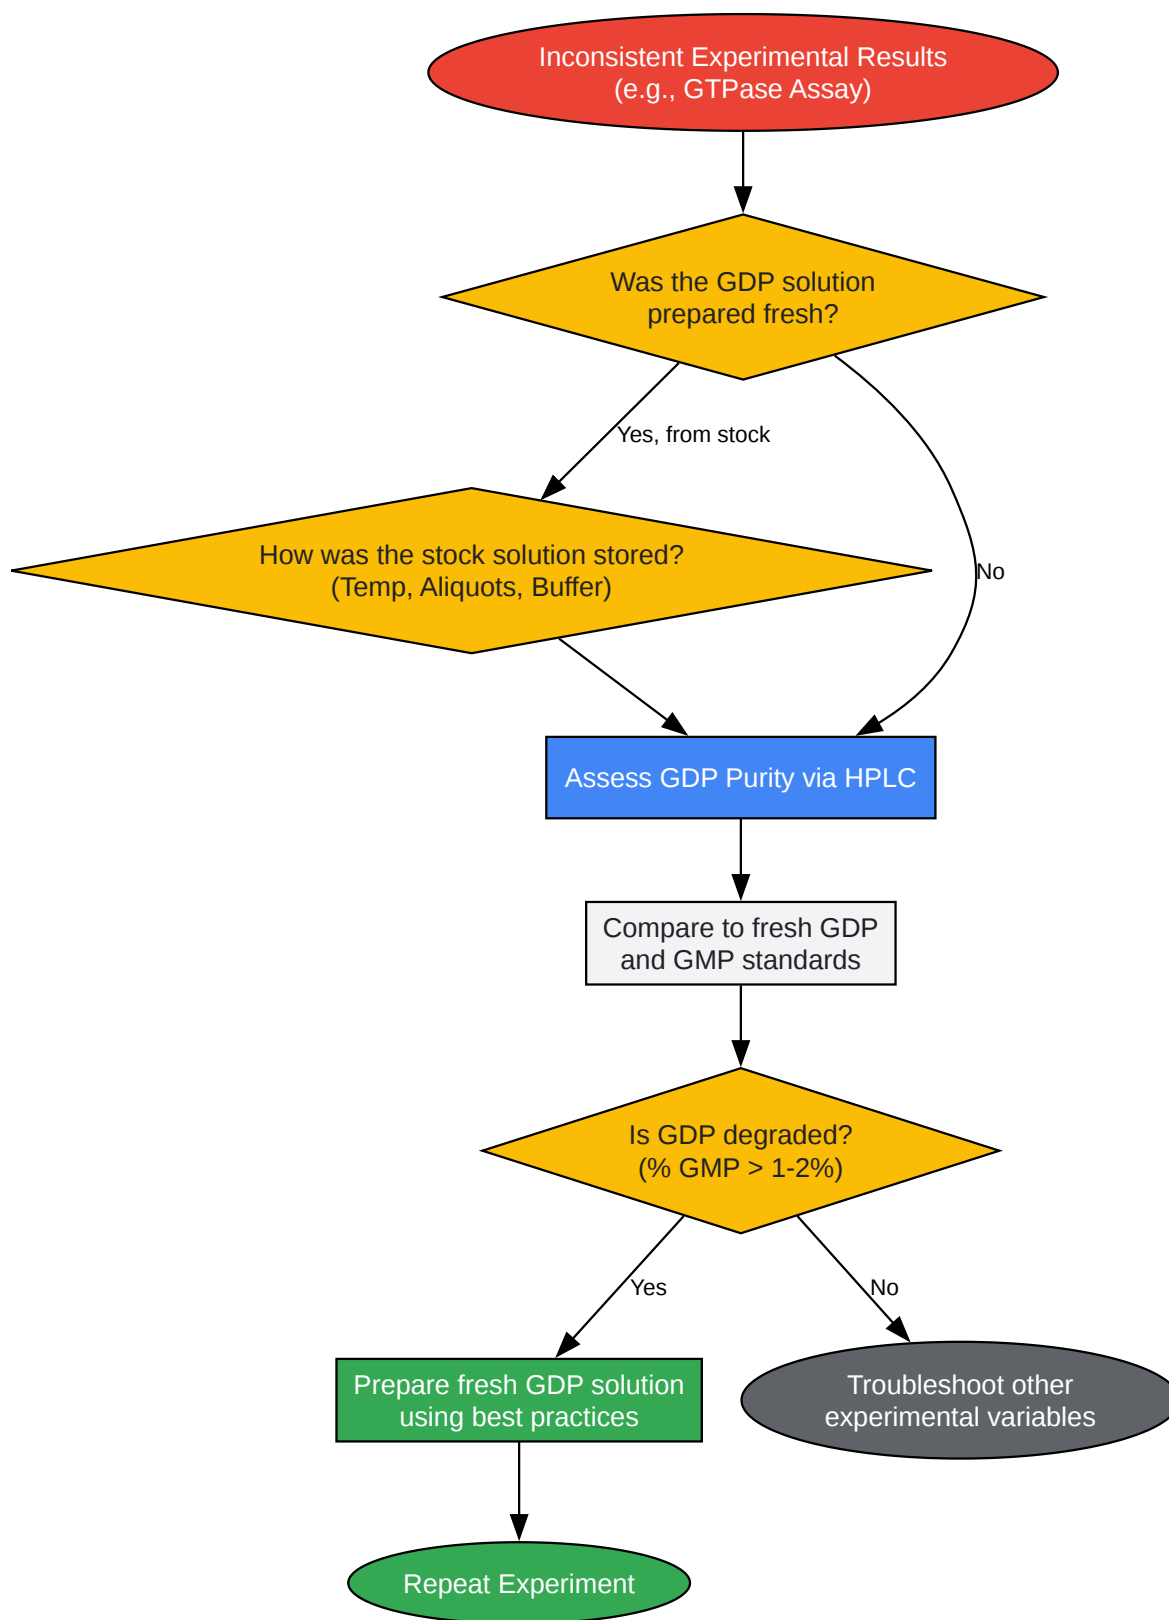 Inconsistent Experimental Results
(e.g., GTPase Assay)
Was the GDP solution
prepared fresh?
Yes, from stock
How was the stock solution stored?
(Temp, Aliquots, Buffer)
No
Assess GDP Purity via HPLC
Compare to fresh GDP
and GMP standards
Is GDP degraded?
(% GMP > 1-2%)
Yes
No
Prepare fresh GDP solution
using best practices
Troubleshoot other
experimental variables
Repeat Experiment